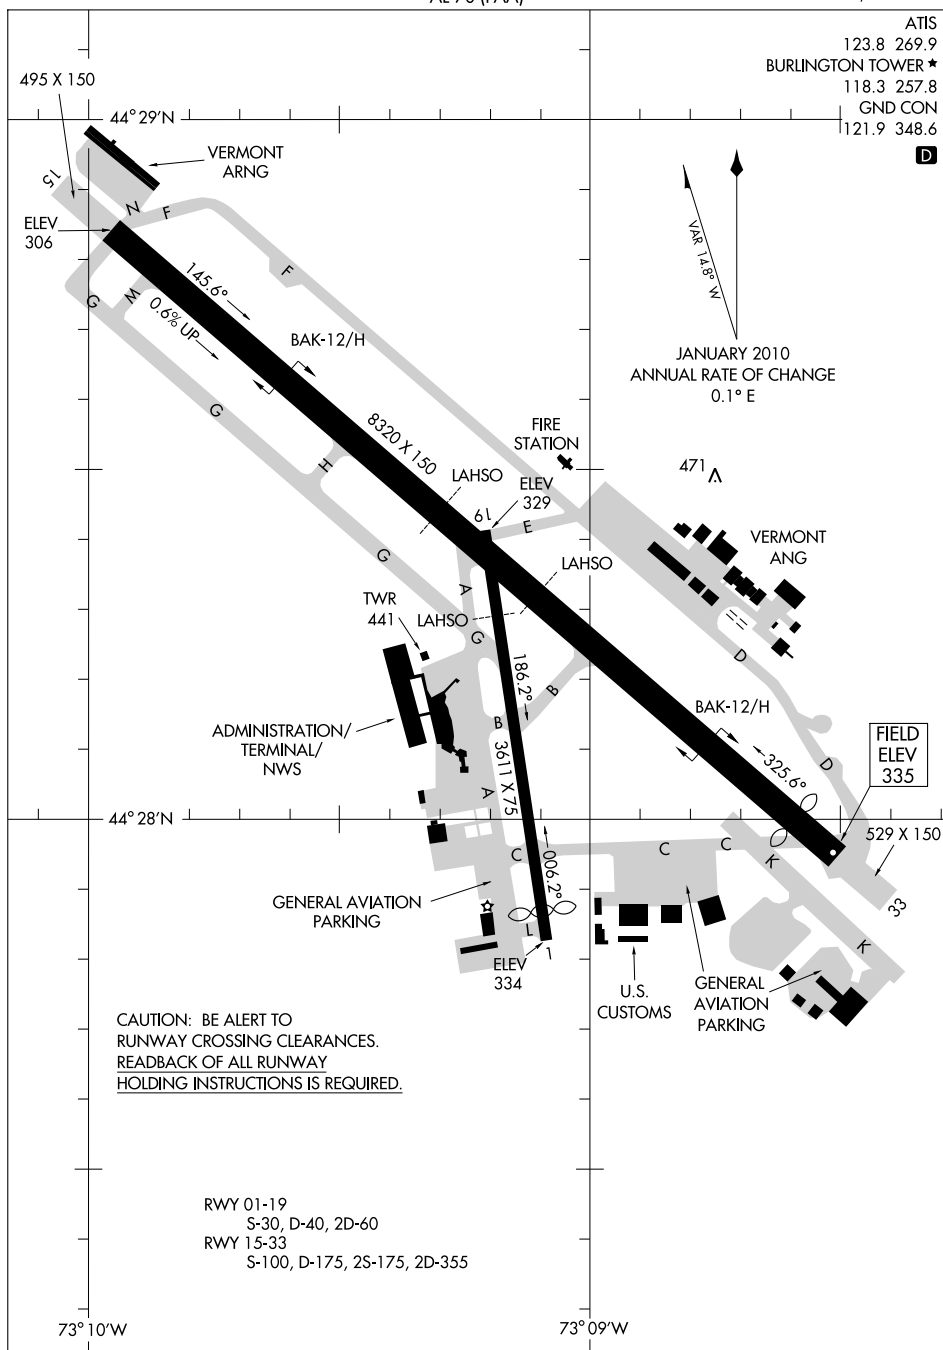 ATIS
123.8 269.9
BURLINGTON TOWER ★
118.3 257.8
GND CON
121.9 348.6
D
495 X 150
44°29'N
VERMONT
ARNG
15
N
F
ELEV
306
F
G
M
145.6°
0.6% UP
VAR 14.8° W
BAK-12/H
JANUARY 2010
ANNUAL RATE OF CHANGE
0.1° E
G
8320 X 150
FIRE
STATION
H
LAHSO
471
ELEV
329
19
E
VERMONT
ANG
G
LAHSO
A
TWR
441
LAHSO
G
D
186.2°
B
BAK-12/H
ADMINISTRATION/
TERMINAL/
NWS
B
FIELD
ELEV
335
325.6°
D
3611 X 75
A
44°28'N
529 X 150
C
C
C
K
006.2°
GENERAL AVIATION
PARKING
33
L
1
K
ELEV
334
U.S.
CUSTOMS
GENERAL
AVIATION
PARKING
CAUTION: BE ALERT TO
RUNWAY CROSSING CLEARANCES.
READBACK OF ALL RUNWAY
HOLDING INSTRUCTIONS IS REQUIRED.
RWY 01-19
S-30, D-40, 2D-60
RWY 15-33
S-100, D-175, 2S-175, 2D-355
73°10'W
73°09'W